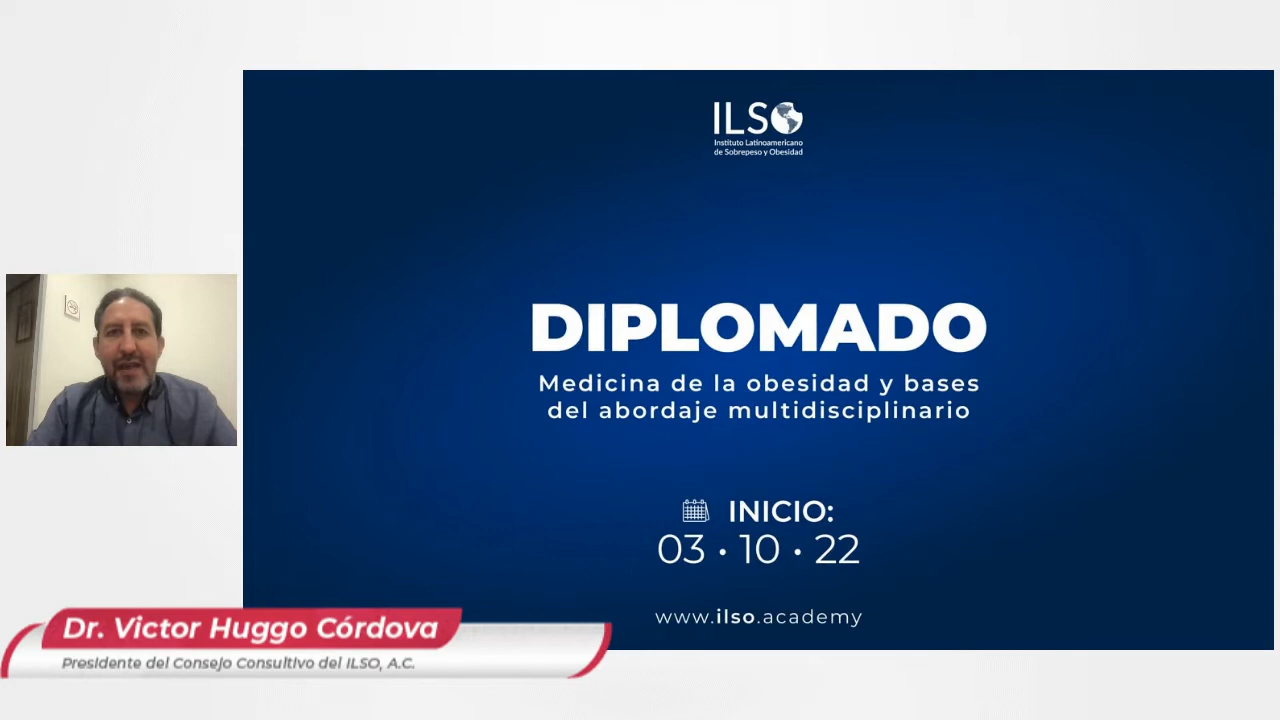 ILSO
Instituto Latinoamericano
de Sobrepeso y Obesidad
DIPLOMADO
Medicina de la obesidad y bases
del abordaje multidisciplinario
INICIO:
03 • 10 • 22
www.ilso.academy
Dr. Victor Huggo Córdova
Presidente del Consejo Consultivo del ILSO, A.C.